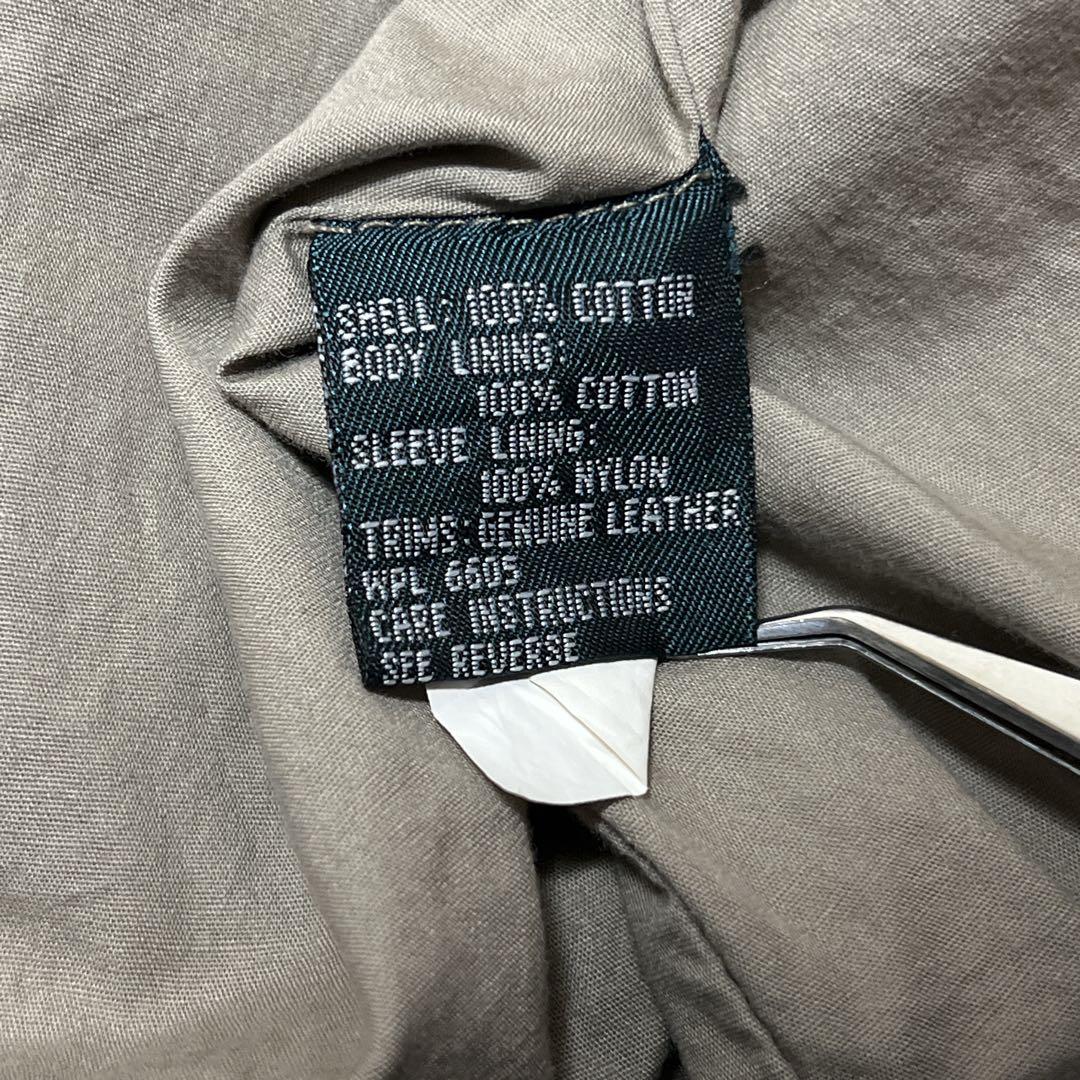 SHELL: 100% COTTON
BODY LINING:
100% COTTON
SLEEVE LINING:
100% NYLON
TRIMS: GENUINE LEATHER
WPL 6605
CARE INSTRUCTIONS
SEE REVERSE